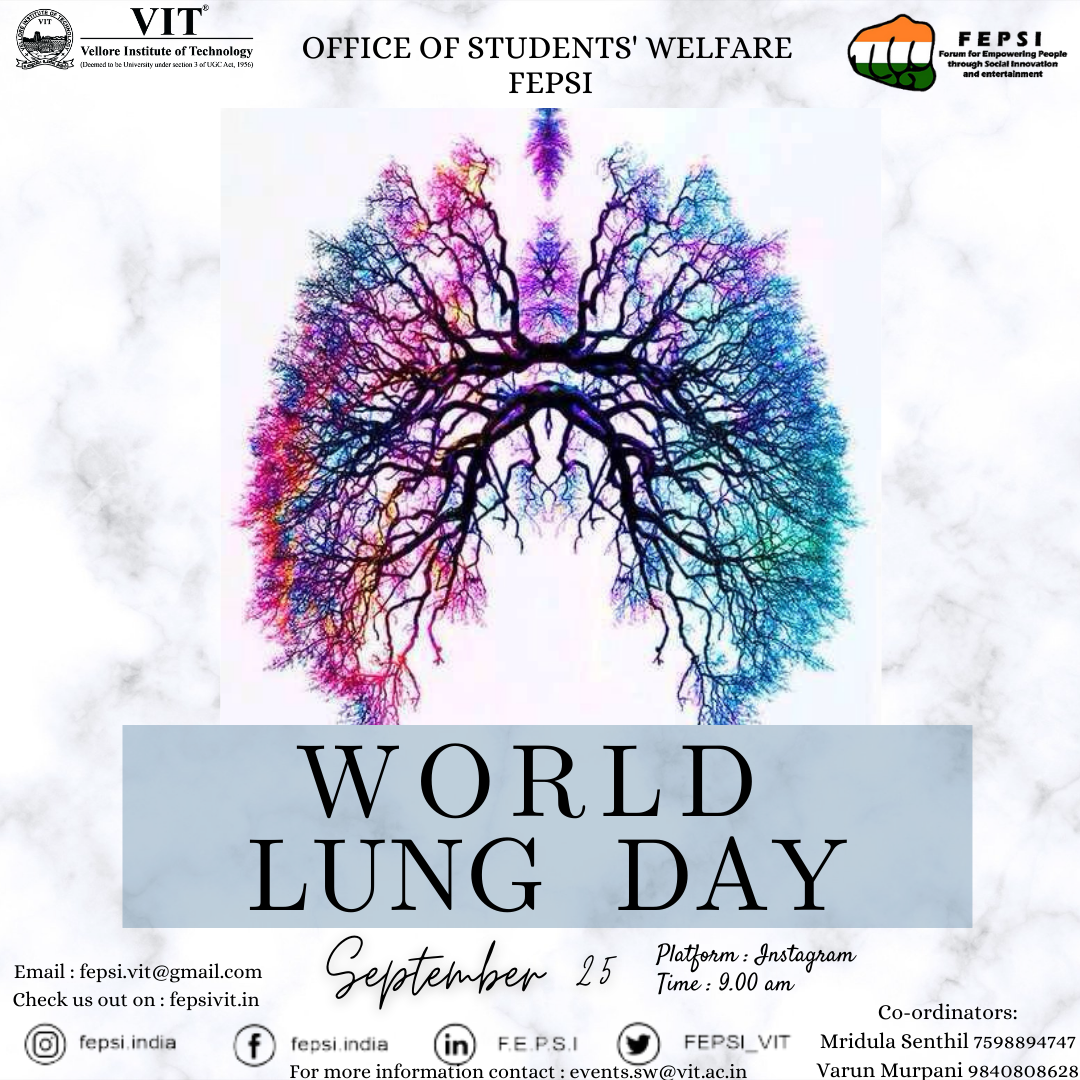 VIT®
Vellore Institute of Technology
(Deemed to be University under section 3 of UGC Act, 1956)
OFFICE OF STUDENTS' WELFARE
FEPSI
FEPSI
Forum for Empowering People
through Social Innovation
and entertainment
WORLD
LUNG DAY
September 25
Platform : Instagram
Time : 9.00 am
Email : fepsi.vit@gmail.com
Check us out on : fepsivit.in
Co-ordinators:
Mridula Senthil 7598894747
Varun Murpani 9840808628
fepsi.india
fepsi.india
F.E.P.S.I
FEPSI_VIT
For more information contact : events.sw@vit.ac.in